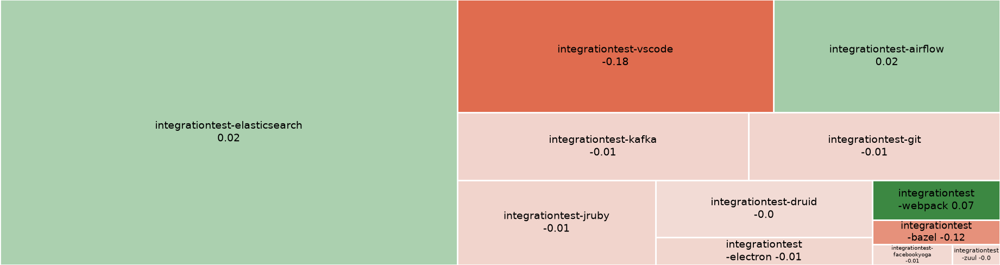 integrationtest-elasticsearch
0.02
integrationtest-vscode
-0.18
integrationtest-airflow
0.02
integrationtest-kafka
-0.01
integrationtest-git
-0.01
integrationtest-jruby
-0.01
integrationtest-druid
-0.0
integrationtest
-electron -0.01
integrationtest
-webpack 0.07
integrationtest
-bazel -0.12
integrationtest-
facebookyoga
-0.01
integrationtest
-zuul -0.0